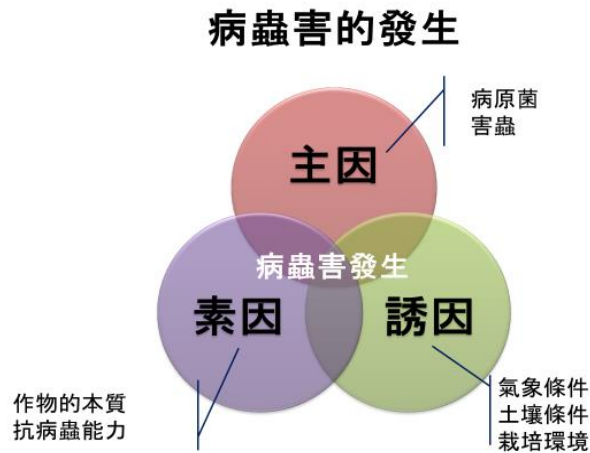 病蟲害的發生
病原菌
害蟲
主因
病蟲害發生
素因
誘因
作物的本質
抗病蟲能力
氣象條件
土壤條件
栽培環境